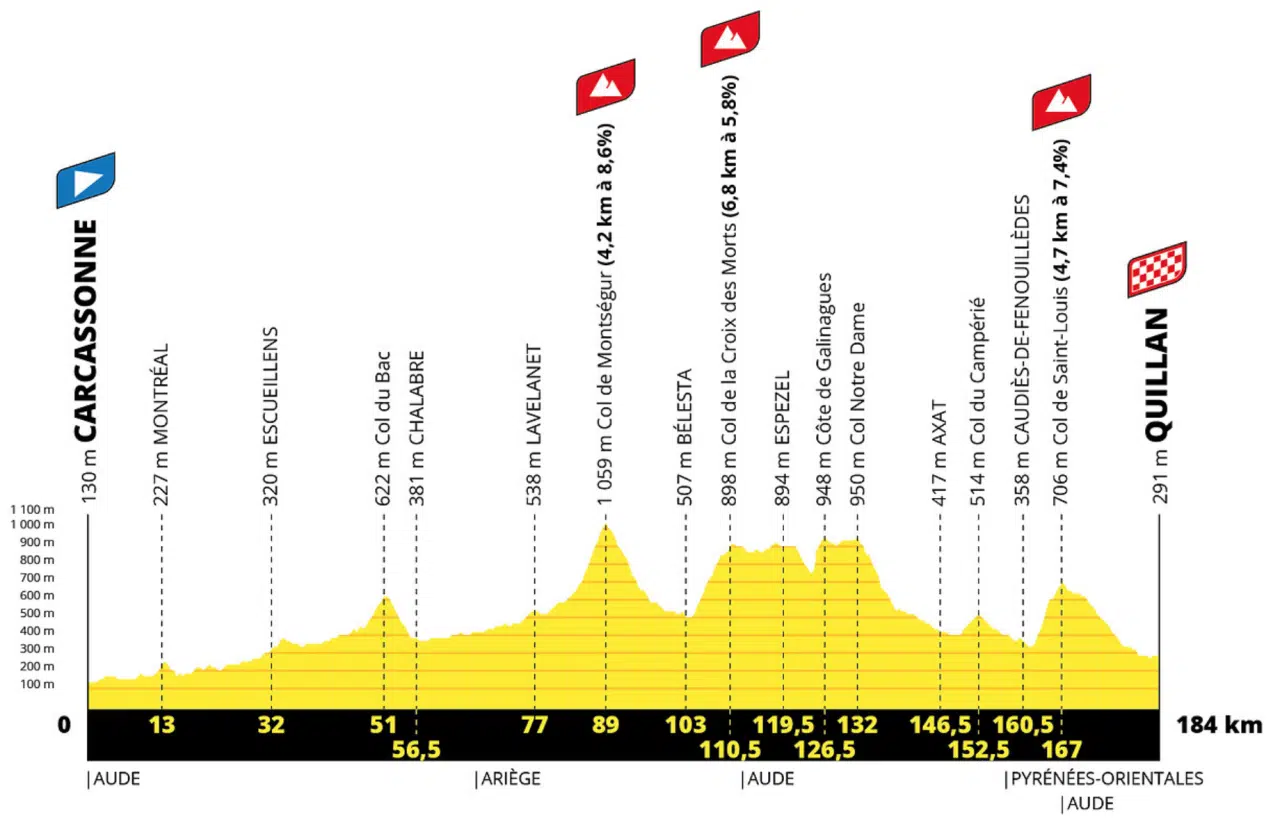 130 m CARCASSONNE
227 m MONTRÉAL
320 m ESCUEILLENS
622 m Col du Bac
381 m CHALABRE
538 m LAVELANET
1 059 m Col de Montségur (4,2 km à 8,6%)
507 m BÉLESTA
898 m Col de la Croix des Morts (6,8 km à 5,8%)
894 m ESPEZEL
948 m Côte de Galinagues
950 m Col Notre Dame
417 m AXAT
514 m Col du Campérié
358 m CAUDIÈS-DE-FENOUILLÈDES
706 m Col de Saint-Louis (4,7 km à 7,4%)
291 m QUILLAN
1 100 m
1 000 m
900 m
800 m
700 m
600 m
500 m
400 m
300 m
200 m
100 m
0 13 32 51 77 89 103 119,5 132 146,5 160,5 184 km
56,5 110,5 126,5 152,5 167
|AUDE |ARIÈGE |AUDE |PYRÉNÉES-ORIENTALES
|AUDE